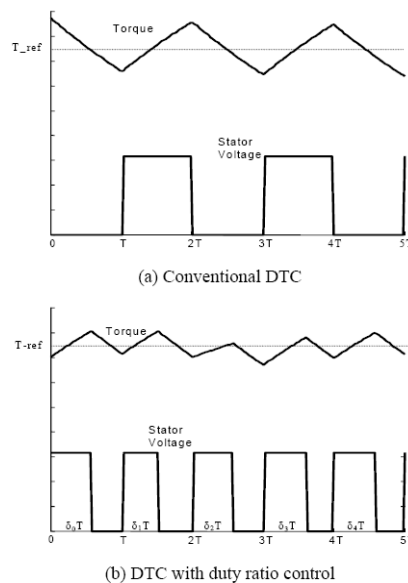 Torque
T_ref
Stator
Voltage
0 T 2T 3T 4T 5T
(a) Conventional DTC
Torque
T-ref
Stator
Voltage
δ₀T δ₁T δ₂T δ₃T δ₄T
0 T 2T 3T 4T 5T
(b) DTC with duty ratio control